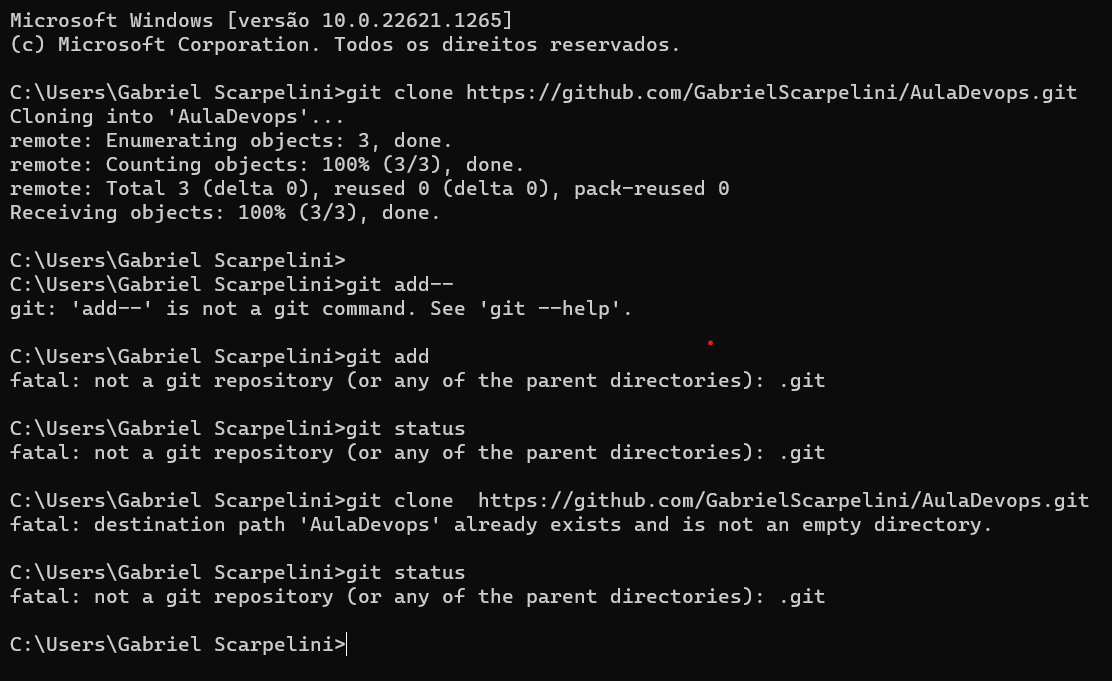 Microsoft Windows [versão 10.0.22621.1265]
(c) Microsoft Corporation. Todos os direitos reservados.
C:\Users\Gabriel Scarpelini>git clone https://github.com/GabrielScarpelini/AulaDevops.git
Cloning into 'AulaDevops'...
remote: Enumerating objects: 3, done.
remote: Counting objects: 100% (3/3), done.
remote: Total 3 (delta 0), reused 0 (delta 0), pack-reused 0
Receiving objects: 100% (3/3), done.
C:\Users\Gabriel Scarpelini>
C:\Users\Gabriel Scarpelini>git add--
git: 'add--' is not a git command. See 'git --help'.
C:\Users\Gabriel Scarpelini>git add
fatal: not a git repository (or any of the parent directories): .git
C:\Users\Gabriel Scarpelini>git status
fatal: not a git repository (or any of the parent directories): .git
C:\Users\Gabriel Scarpelini>git clone  https://github.com/GabrielScarpelini/AulaDevops.git
fatal: destination path 'AulaDevops' already exists and is not an empty directory.
C:\Users\Gabriel Scarpelini>git status
fatal: not a git repository (or any of the parent directories): .git
C:\Users\Gabriel Scarpelini>